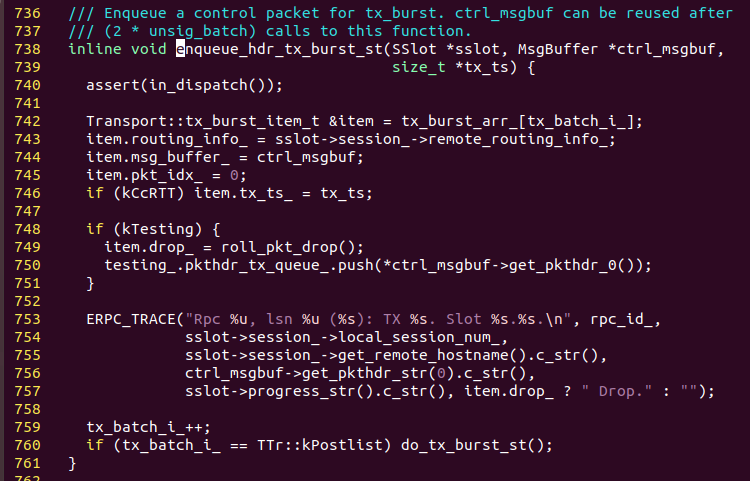 736   /// Enqueue a control packet for tx_burst. ctrl_msgbuf can be reused after
737   /// (2 * unsig_batch) calls to this function.
738   inline void enqueue_hdr_tx_burst_st(SSlot *sslot, MsgBuffer *ctrl_msgbuf,
739                                       size_t *tx_ts) {
740     assert(in_dispatch());
741
742     Transport::tx_burst_item_t &item = tx_burst_arr_[tx_batch_i_];
743     item.routing_info_ = sslot->session_->remote_routing_info_;
744     item.msg_buffer_ = ctrl_msgbuf;
745     item.pkt_idx_ = 0;
746     if (kCcRTT) item.tx_ts_ = tx_ts;
747
748     if (kTesting) {
749       item.drop_ = roll_pkt_drop();
750       testing_.pkthdr_tx_queue_.push(*ctrl_msgbuf->get_pkthdr_0());
751     }
752
753     ERPC_TRACE("Rpc %u, lsn %u (%s): TX %s. Slot %s.%s.\n", rpc_id_,
754                sslot->session_->local_session_num_,
755                sslot->session_->get_remote_hostname().c_str(),
756                ctrl_msgbuf->get_pkthdr_str(0).c_str(),
757                sslot->progress_str().c_str(), item.drop_ ? " Drop." : "");
758
759     tx_batch_i_++;
760     if (tx_batch_i_ == TTr::kPostlist) do_tx_burst_st();
761   }
762